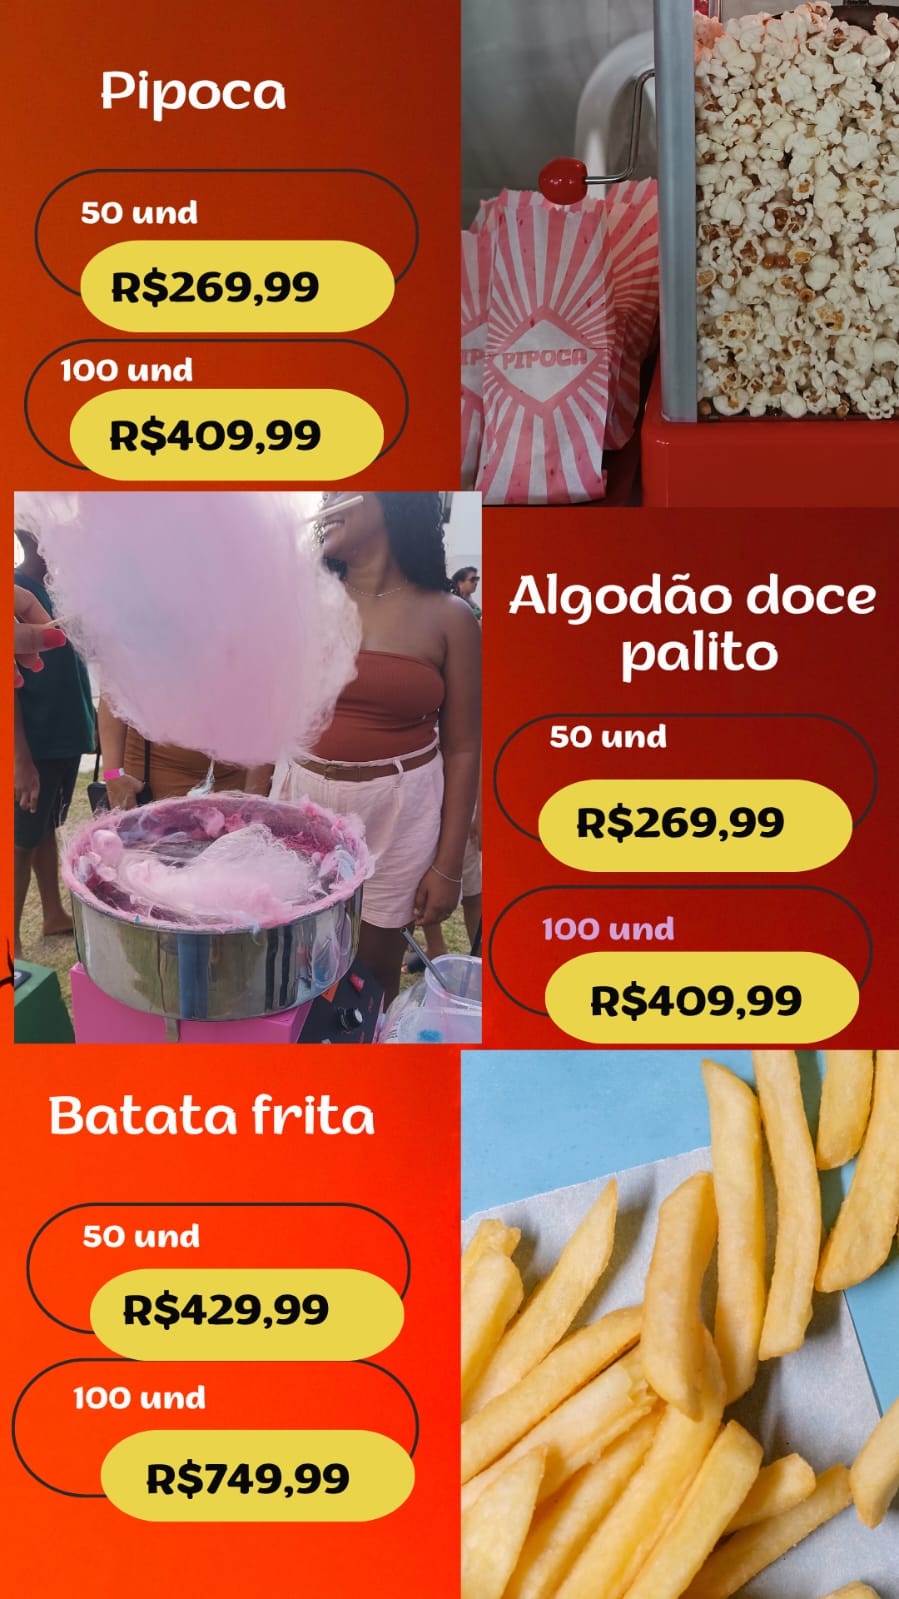 Pipoca
50 und
R$269,99
100 und
R$409,99
PIPOCA
Algodão doce
palito
50 und
R$269,99
100 und
R$409,99
Batata frita
50 und
R$429,99
100 und
R$749,99